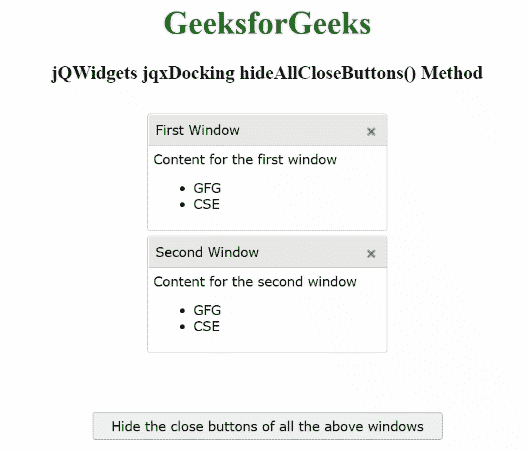 GeeksforGeeks
jQWidgets jqxDocking hideAllCloseButtons() Method
First Window ×
Content for the first window
• GFG
• CSE
Second Window ×
Content for the second window
• GFG
• CSE
Hide the close buttons of all the above windows